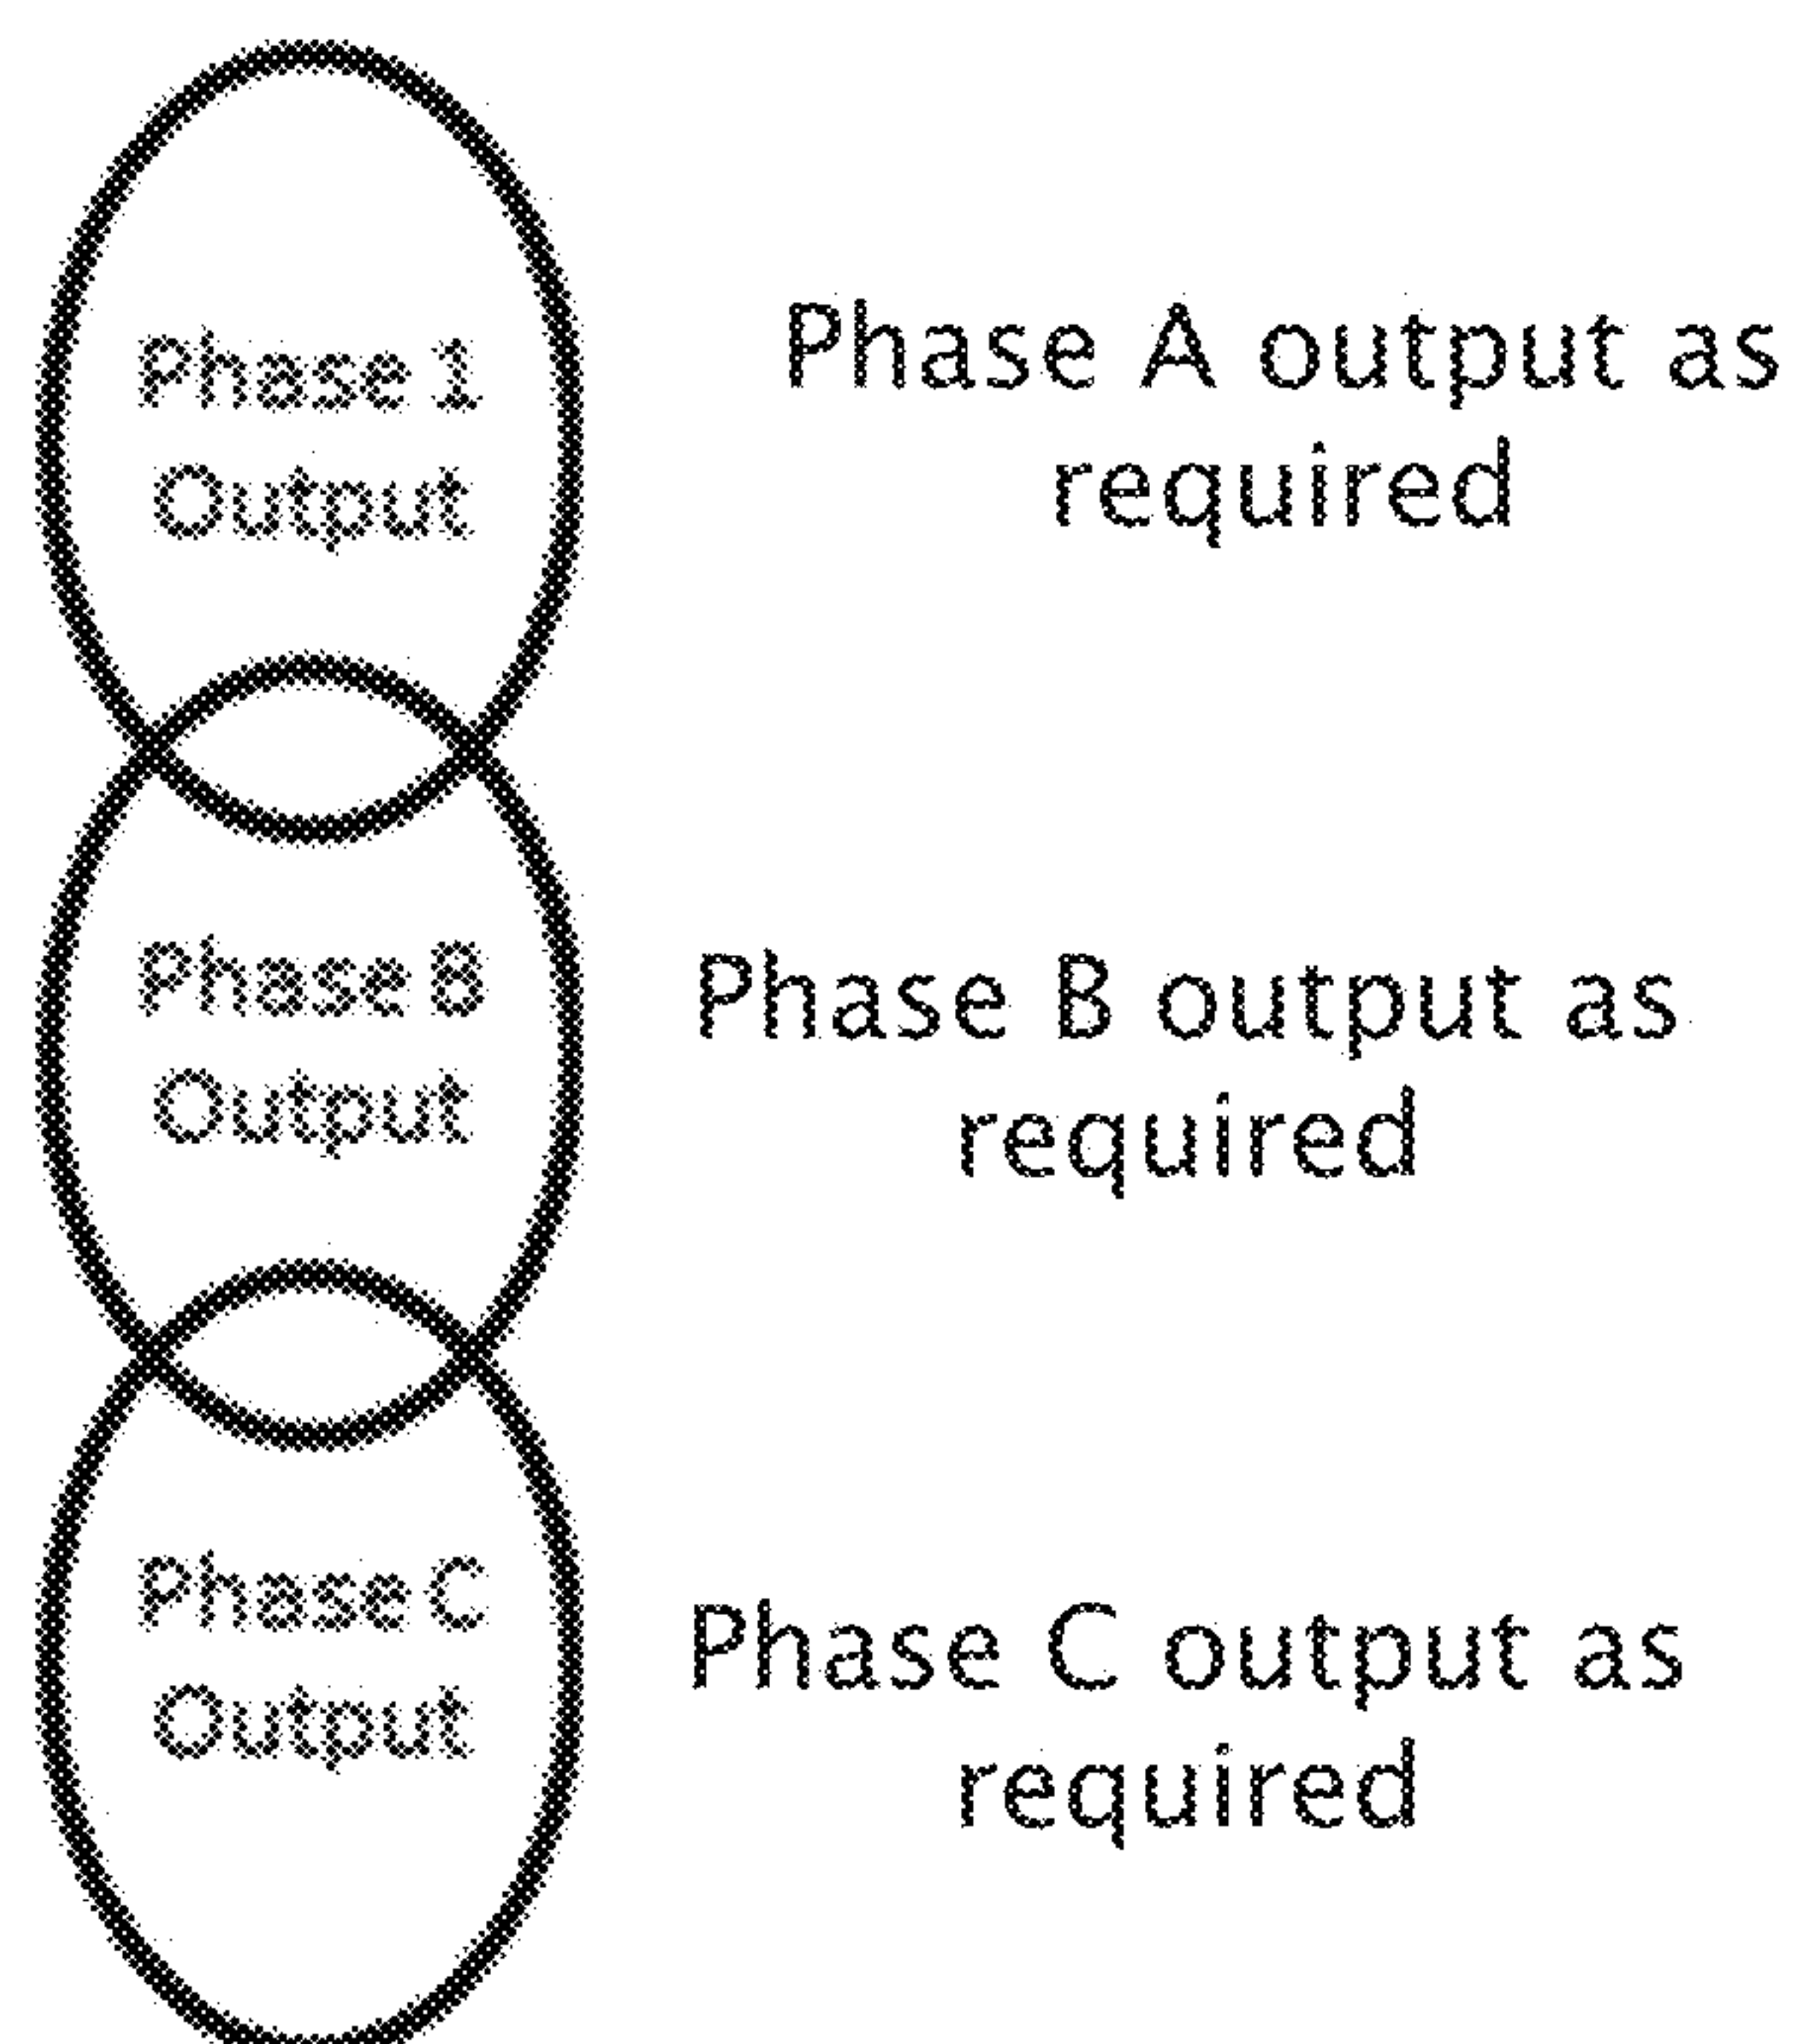 Phase 1
Output
Phase A output as
required
Phase B
Output
Phase B output as
required
Phase C
Output
Phase C output as
required